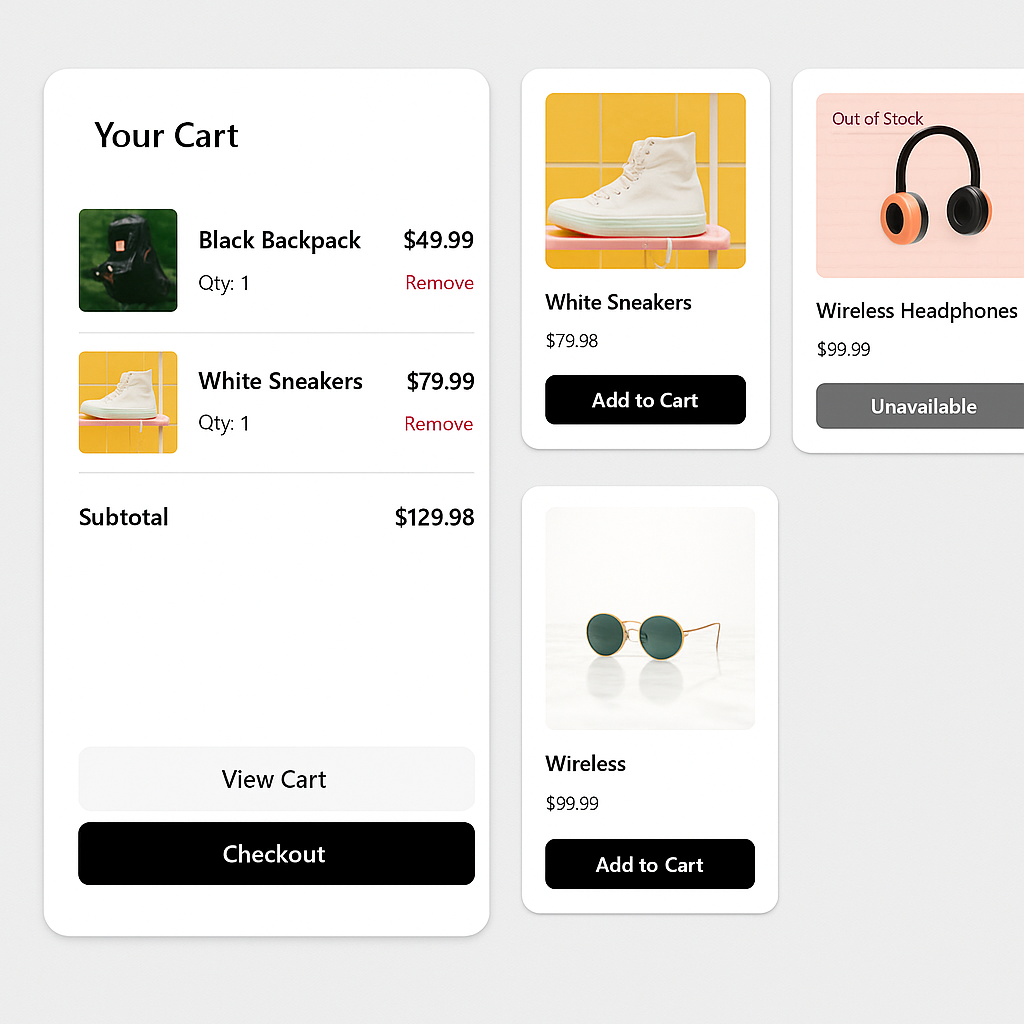 Your Cart
Black Backpack $49.99
Qty: 1 Remove
White Sneakers $79.99
Qty: 1 Remove
Subtotal $129.98
View Cart
Checkout
White Sneakers
$79.98
Add to Cart
Out of Stock
Wireless Headphones
$99.99
Unavailable
Wireless
$99.99
Add to Cart